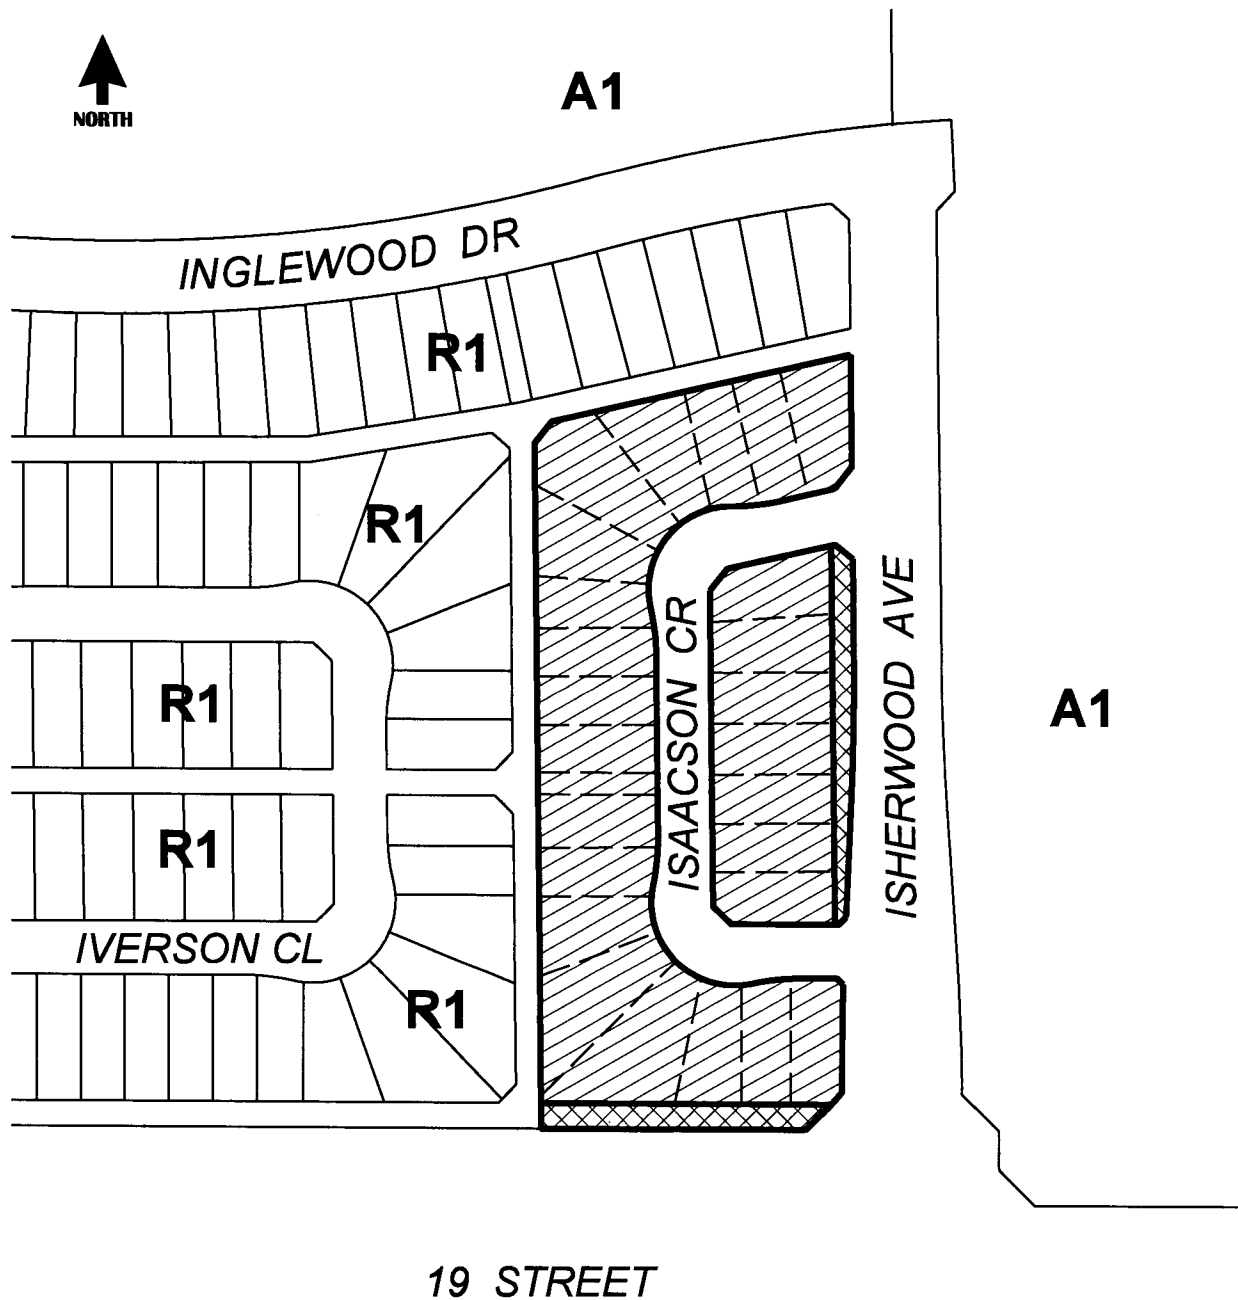 A1
NORTH
INGLEWOOD DR
R1
R1
ISAACSON CR
ISHERWOOD AVE
R1
A1
R1
IVERSON CL
R1
19 STREET